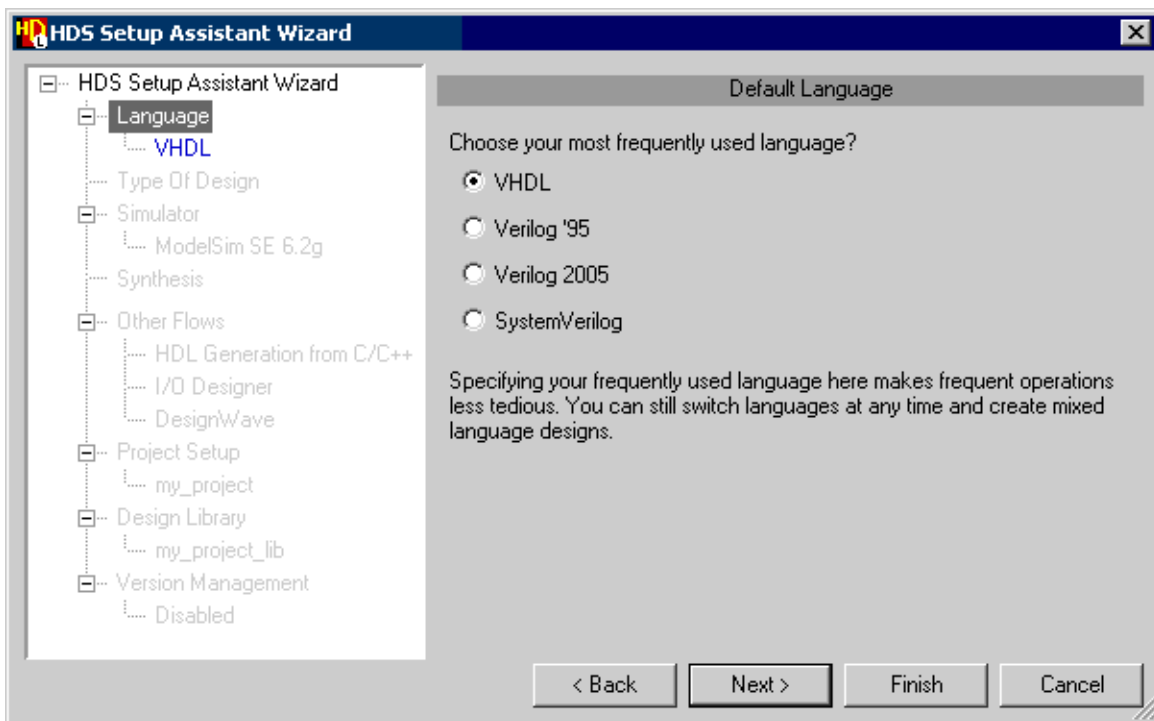 HDS Setup Assistant Wizard
HDS Setup Assistant Wizard
Language
VHDL
Type Of Design
Simulator
ModelSim SE 6.2g
Synthesis
Other Flows
HDL Generation from C/C++
I/O Designer
DesignWave
Project Setup
my_project
Design Library
my_project_lib
Version Management
Disabled
Default Language
Choose your most frequently used language?
VHDL
Verilog '95
Verilog 2005
SystemVerilog
Specifying your frequently used language here makes frequent operations
less tedious. You can still switch languages at any time and create mixed
language designs.
< Back
Next >
Finish
Cancel